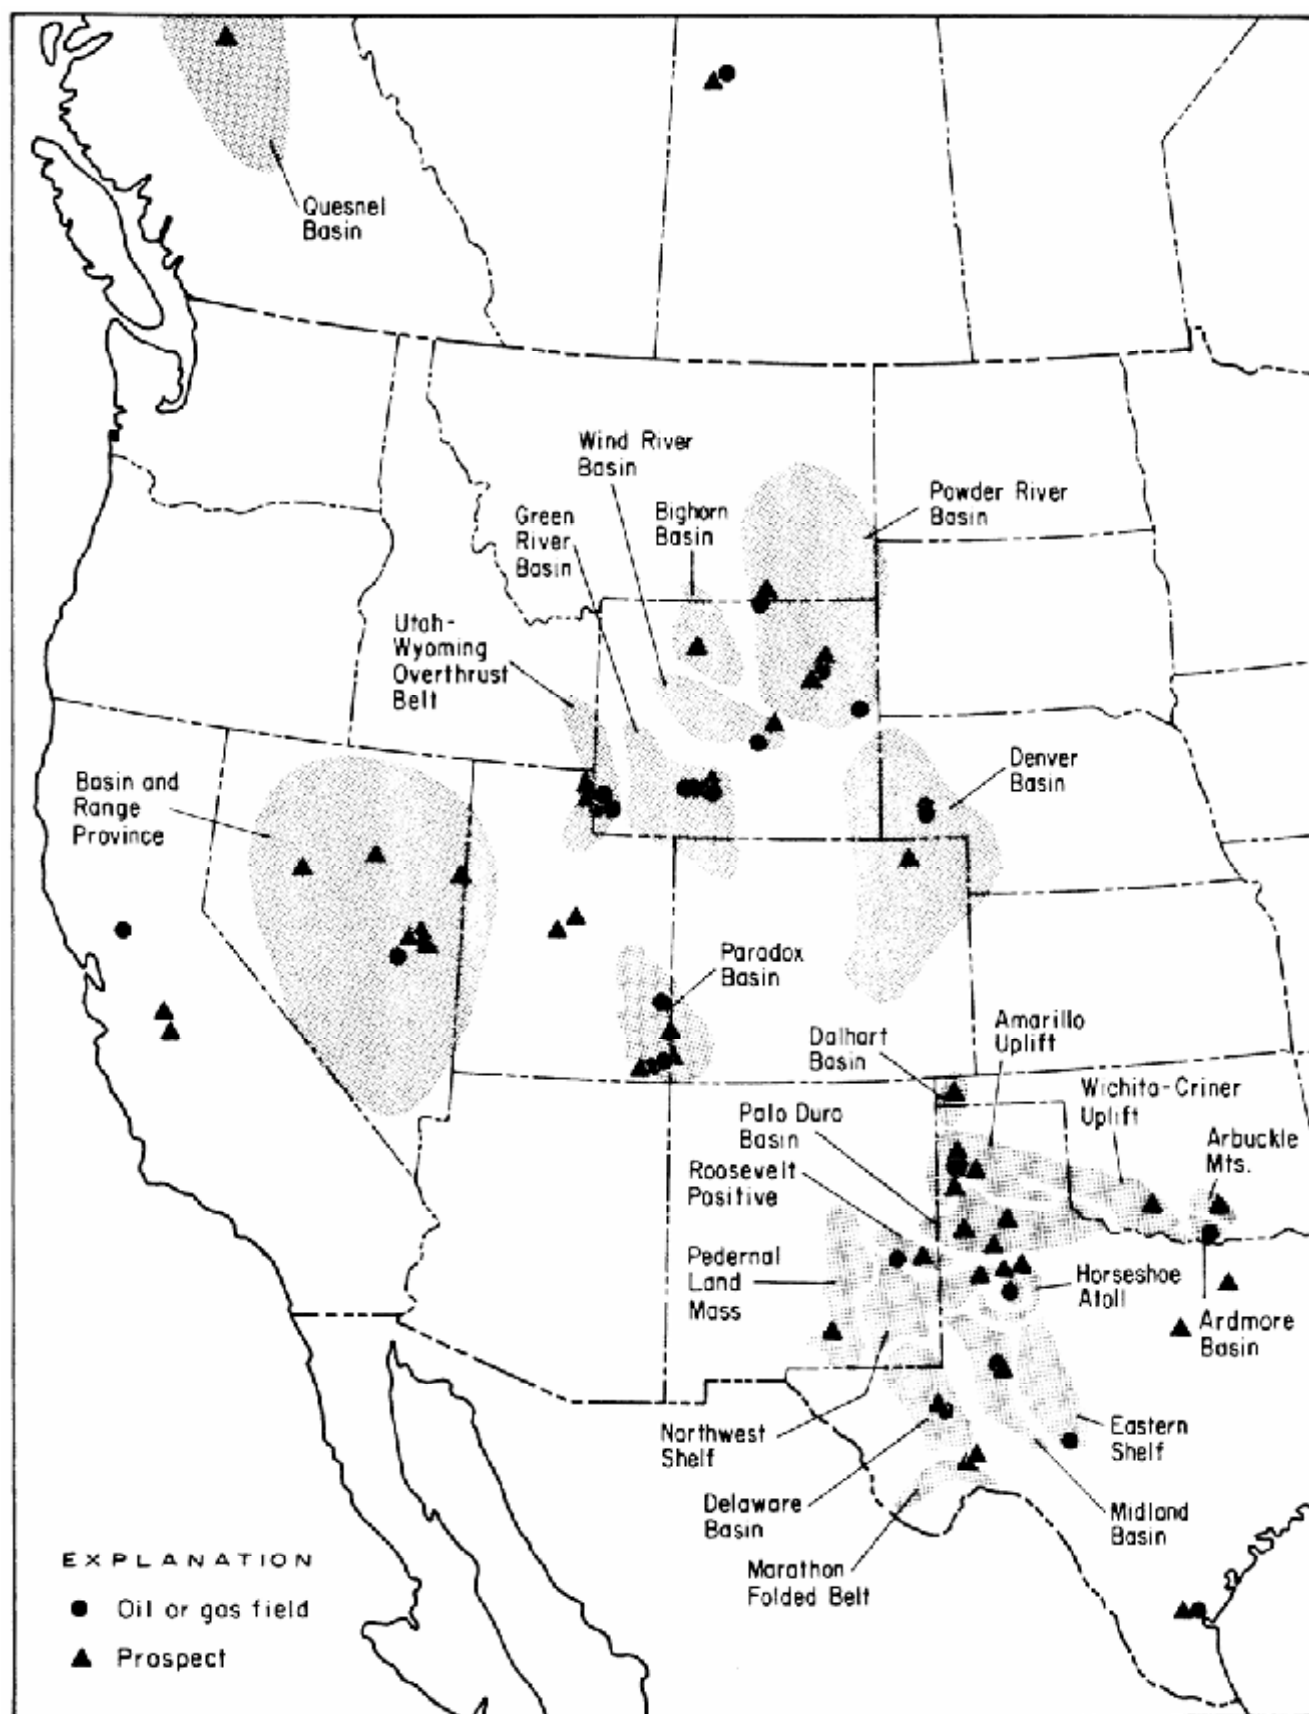 Quesnel
Basin
Wind River
Basin
Powder River
Basin
Green
River
Basin
Bighorn
Basin
Utah-
Wyoming
Overthrust
Belt
Denver
Basin
Basin and
Range
Province
Paradox
Basin
Dalhart
Basin
Amarillo
Uplift
Wichita-Criner
Uplift
Palo Duro
Basin
Arbuckle
Mts.
Roosevelt
Positive
Pedernal
Land
Mass
Horseshoe
Atoll
Ardmore
Basin
Northwest
Shelf
Eastern
Shelf
Delaware
Basin
Midland
Basin
Marathon
Folded Belt
EXPLANATION
Oil or gas field
Prospect